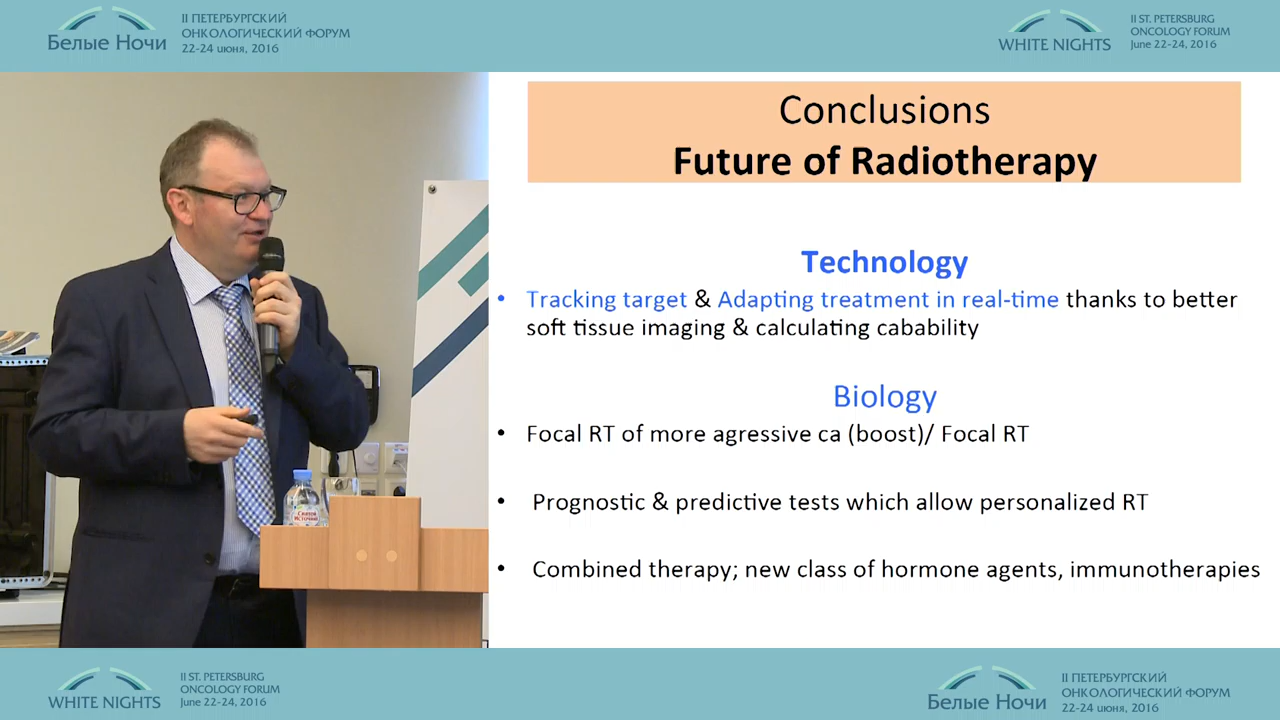 Белые Ночи
II ПЕТЕРБУРГСКИЙ
ОНКОЛОГИЧЕСКИЙ ФОРУМ
22-24 июня, 2016
WHITE NIGHTS
II ST. PETERSBURG
ONCOLOGY FORUM
June 22-24, 2016
Conclusions
Future of Radiotherapy
Technology
• Tracking target & Adapting treatment in real-time thanks to better
soft tissue imaging & calculating cabability
Biology
• Focal RT of more agressive ca (boost)/ Focal RT
• Prognostic & predictive tests which allow personalized RT
• Combined therapy; new class of hormone agents, immunotherapies
Святой
Источник
WHITE NIGHTS
II ST. PETERSBURG
ONCOLOGY FORUM
June 22-24, 2016
Белые Ночи
II ПЕТЕРБУРГСКИЙ
ОНКОЛОГИЧЕСКИЙ ФОРУМ
22-24 июня, 2016